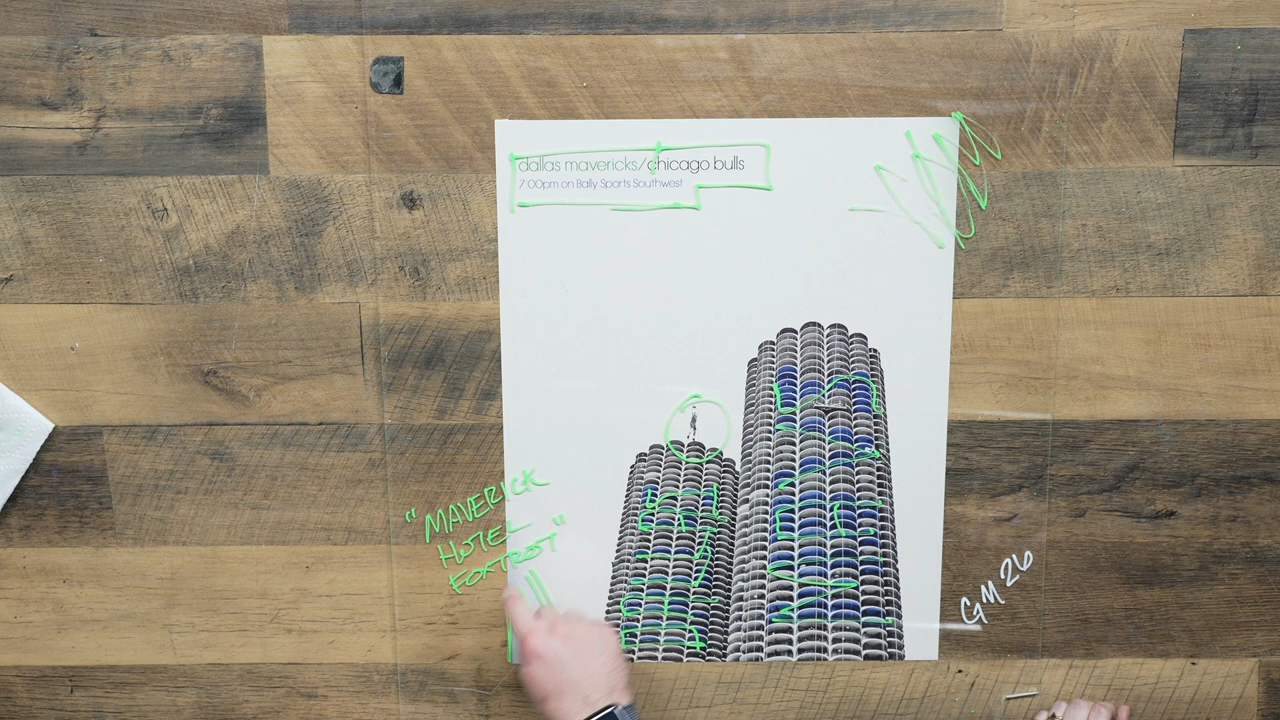 dallas mavericks/chicago bulls
7:00pm on Bally Sports Southwest
"MAVERICK
HOTEL
FOXTROT"
GM 26